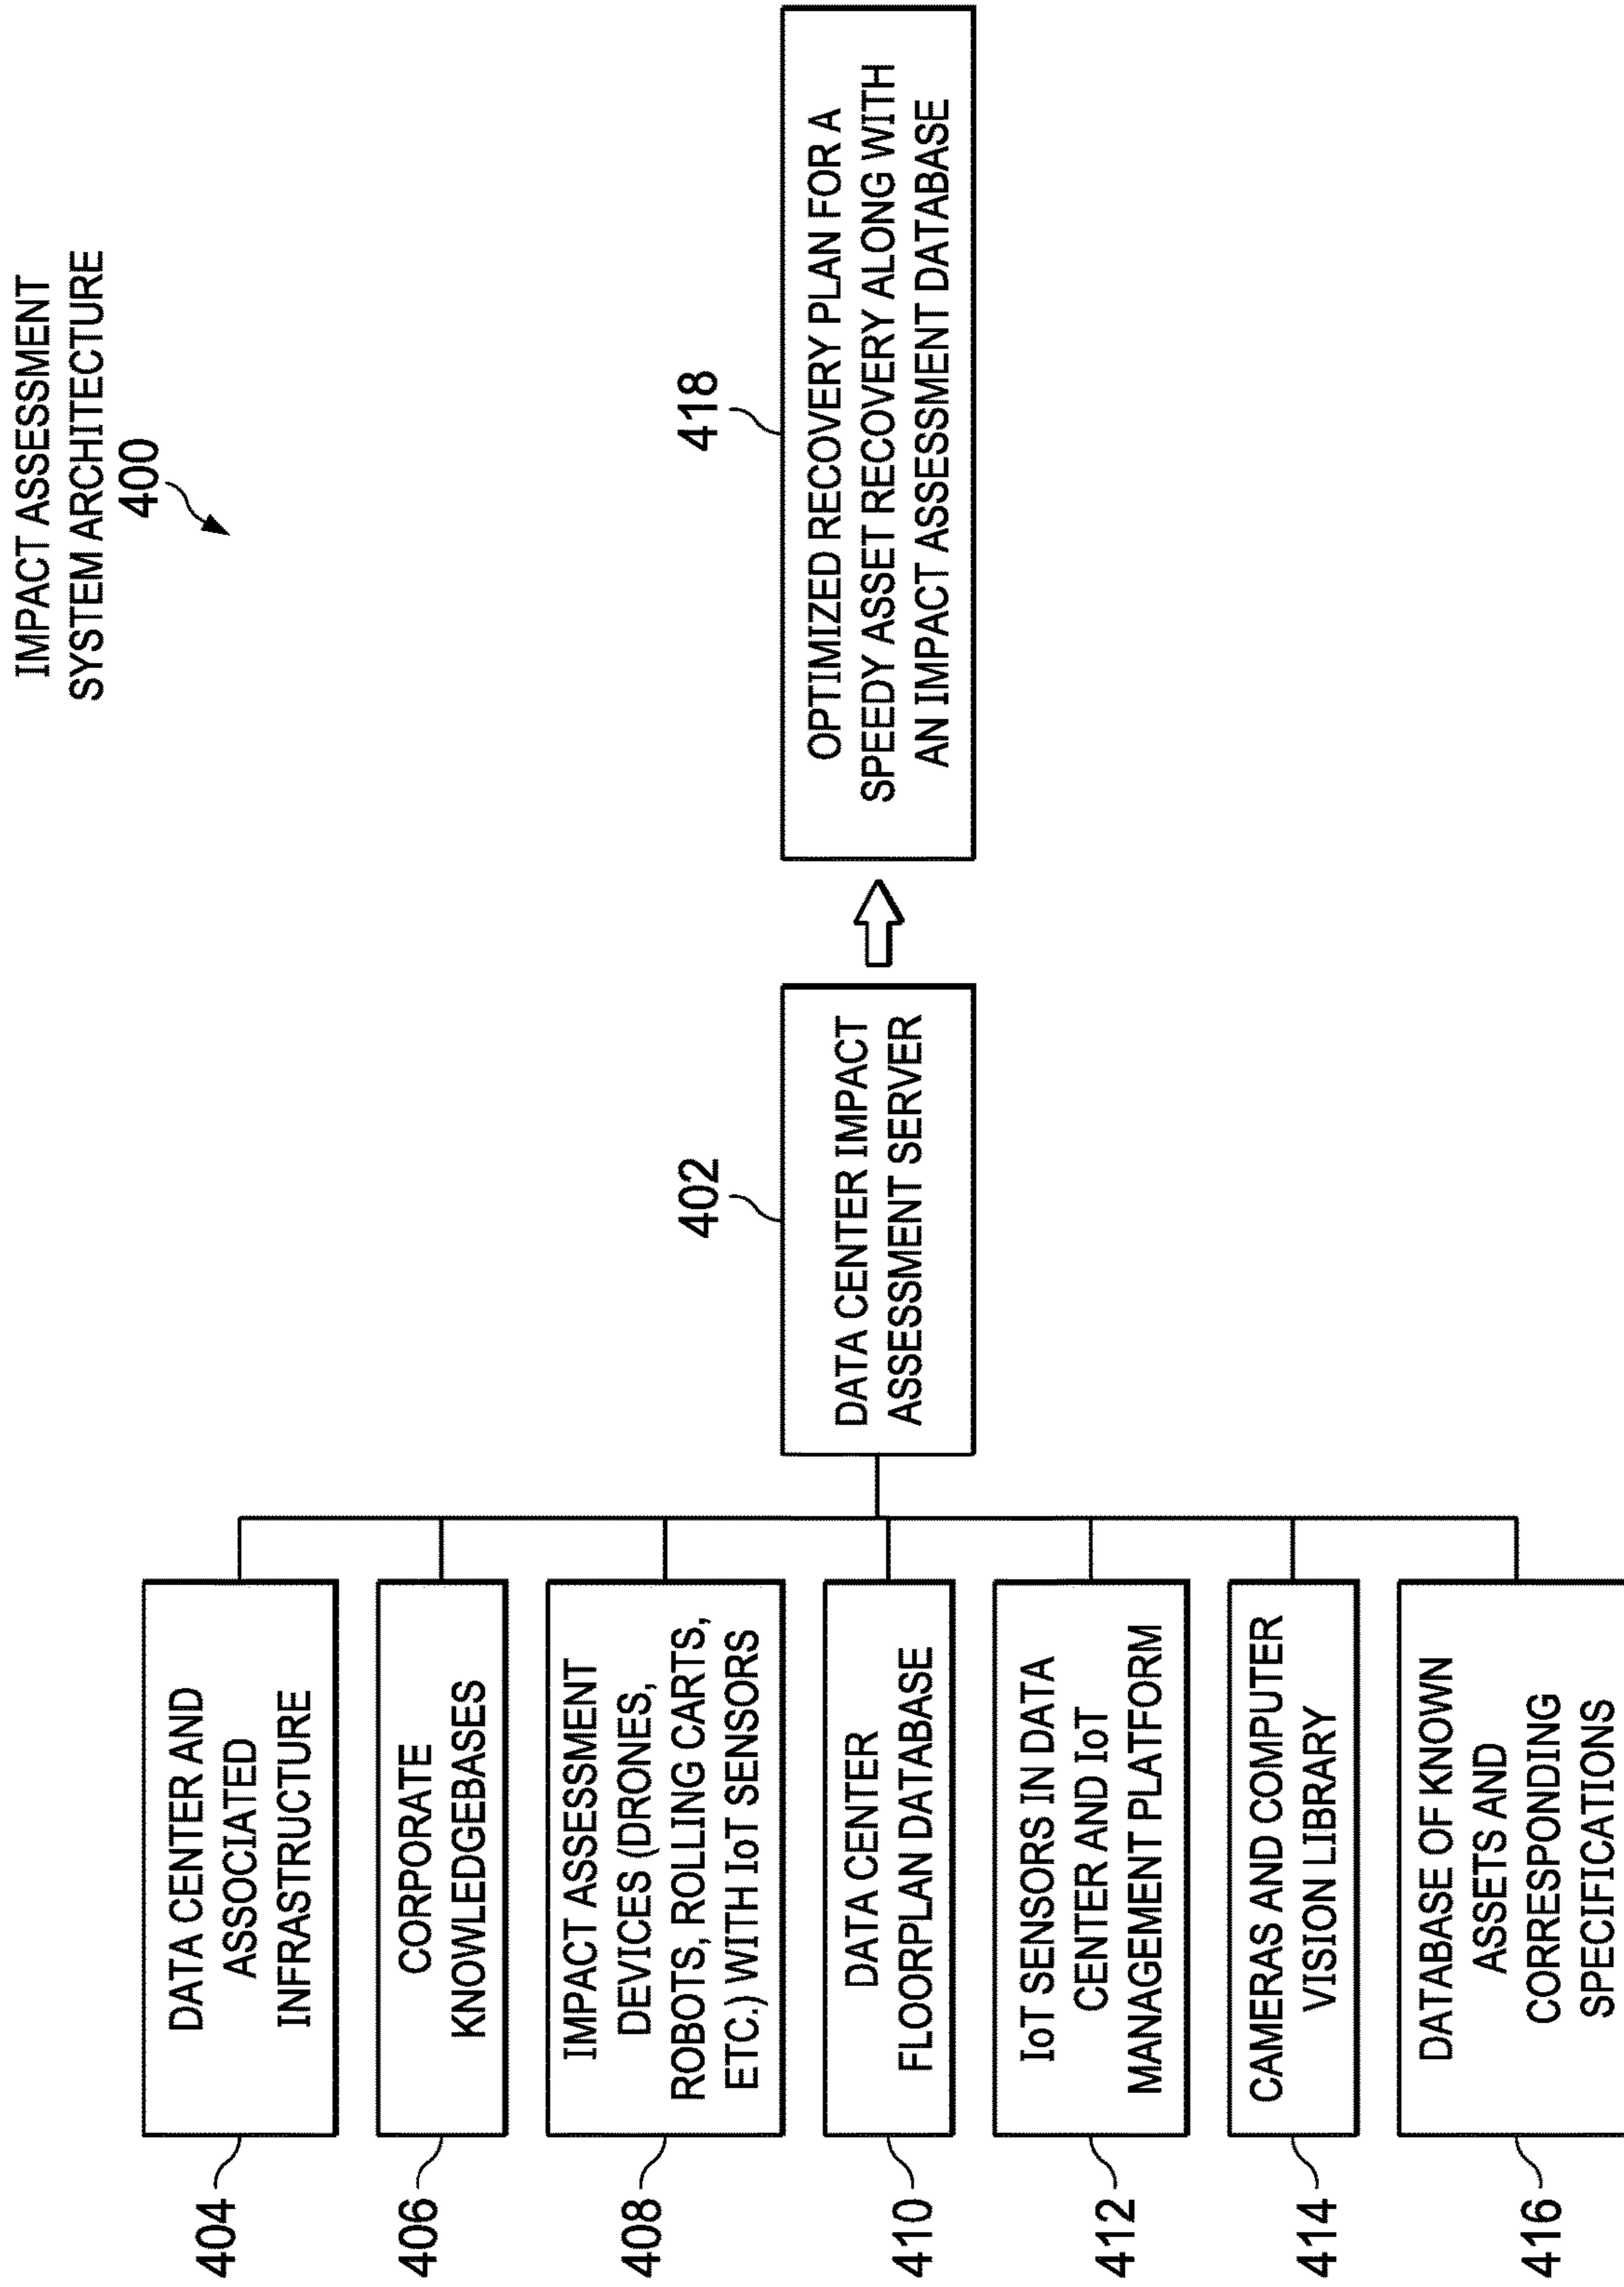 IMPACT ASSESSMENT
SYSTEM ARCHITECTURE
400
404
DATA CENTER AND
ASSOCIATED
INFRASTRUCTURE
406
CORPORATE
KNOWLEDGEBASES
408
IMPACT ASSESSMENT
DEVICES (DRONES,
ROBOTS, ROLLING CARTS,
ETC.) WITH IoT SENSORS
410
DATA CENTER
FLOORPLAN DATABASE
412
IoT SENSORS IN DATA
CENTER AND IoT
MANAGEMENT PLATFORM
414
CAMERAS AND COMPUTER
VISION LIBRARY
416
DATABASE OF KNOWN
ASSETS AND
CORRESPONDING
SPECIFICATIONS
402
DATA CENTER IMPACT
ASSESSMENT SERVER
418
OPTIMIZED RECOVERY PLAN FOR A
SPEEDY ASSET RECOVERY ALONG WITH
AN IMPACT ASSESSMENT DATABASE